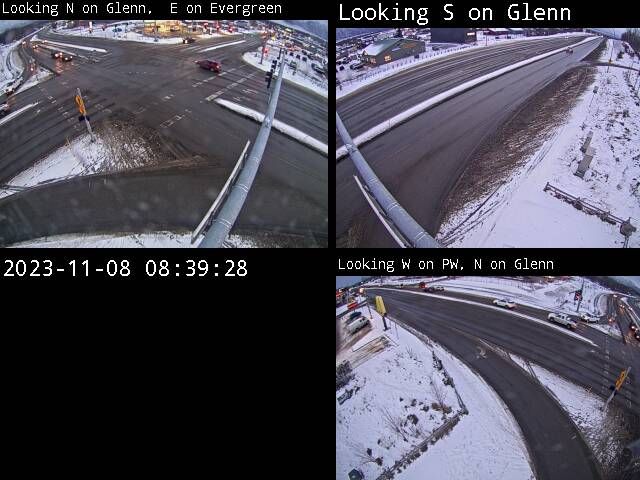 Looking N on Glenn,  E on Evergreen
Looking S on Glenn
2023-11-08 08:39:28
Looking W on PW, N on Glenn